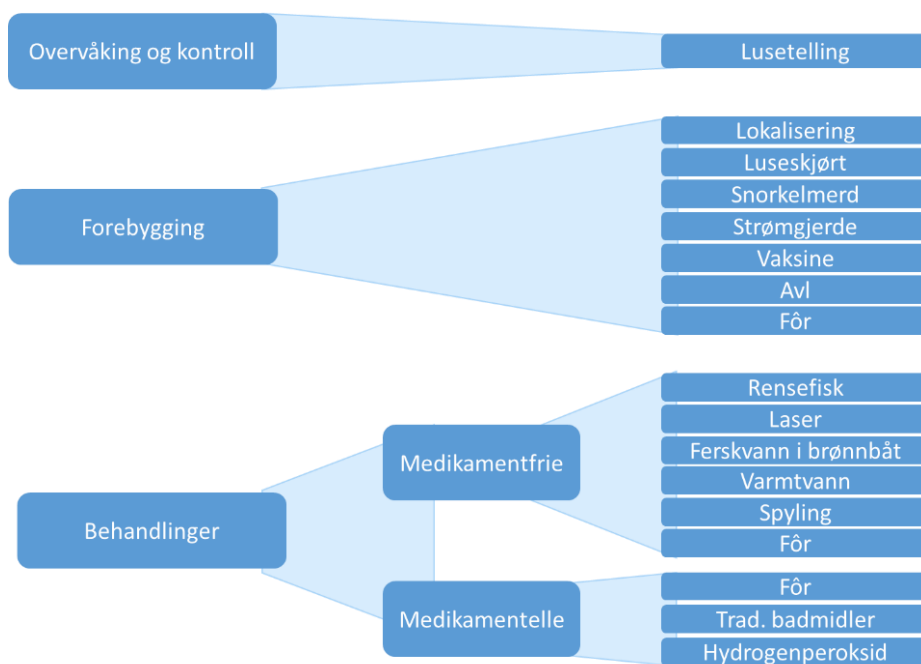 Overvåking og kontroll
Lusetelling
Forebygging
Lokalisering
Luseskjørt
Snorkelmerd
Strømgjerde
Vaksine
Avl
Fôr
Behandlinger
Medikamentfrie
Rensefisk
Laser
Ferskvann i brønnbåt
Varmtvann
Spyling
Fôr
Medikamentelle
Fôr
Trad. badmidler
Hydrogenperoksid